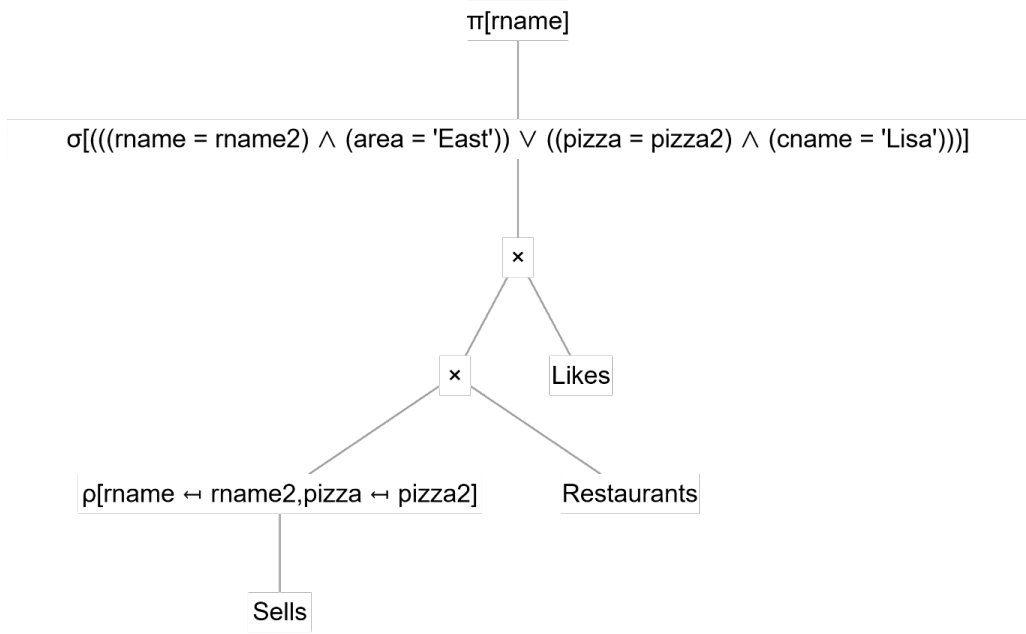 π[rname]
σ[(((rname = rname2) ∧ (area = 'East')) ∨ ((pizza = pizza2) ∧ (cname = 'Lisa')))]
×
× Likes
ρ[rname ↤ rname2,pizza ↤ pizza2] Restaurants
Sells